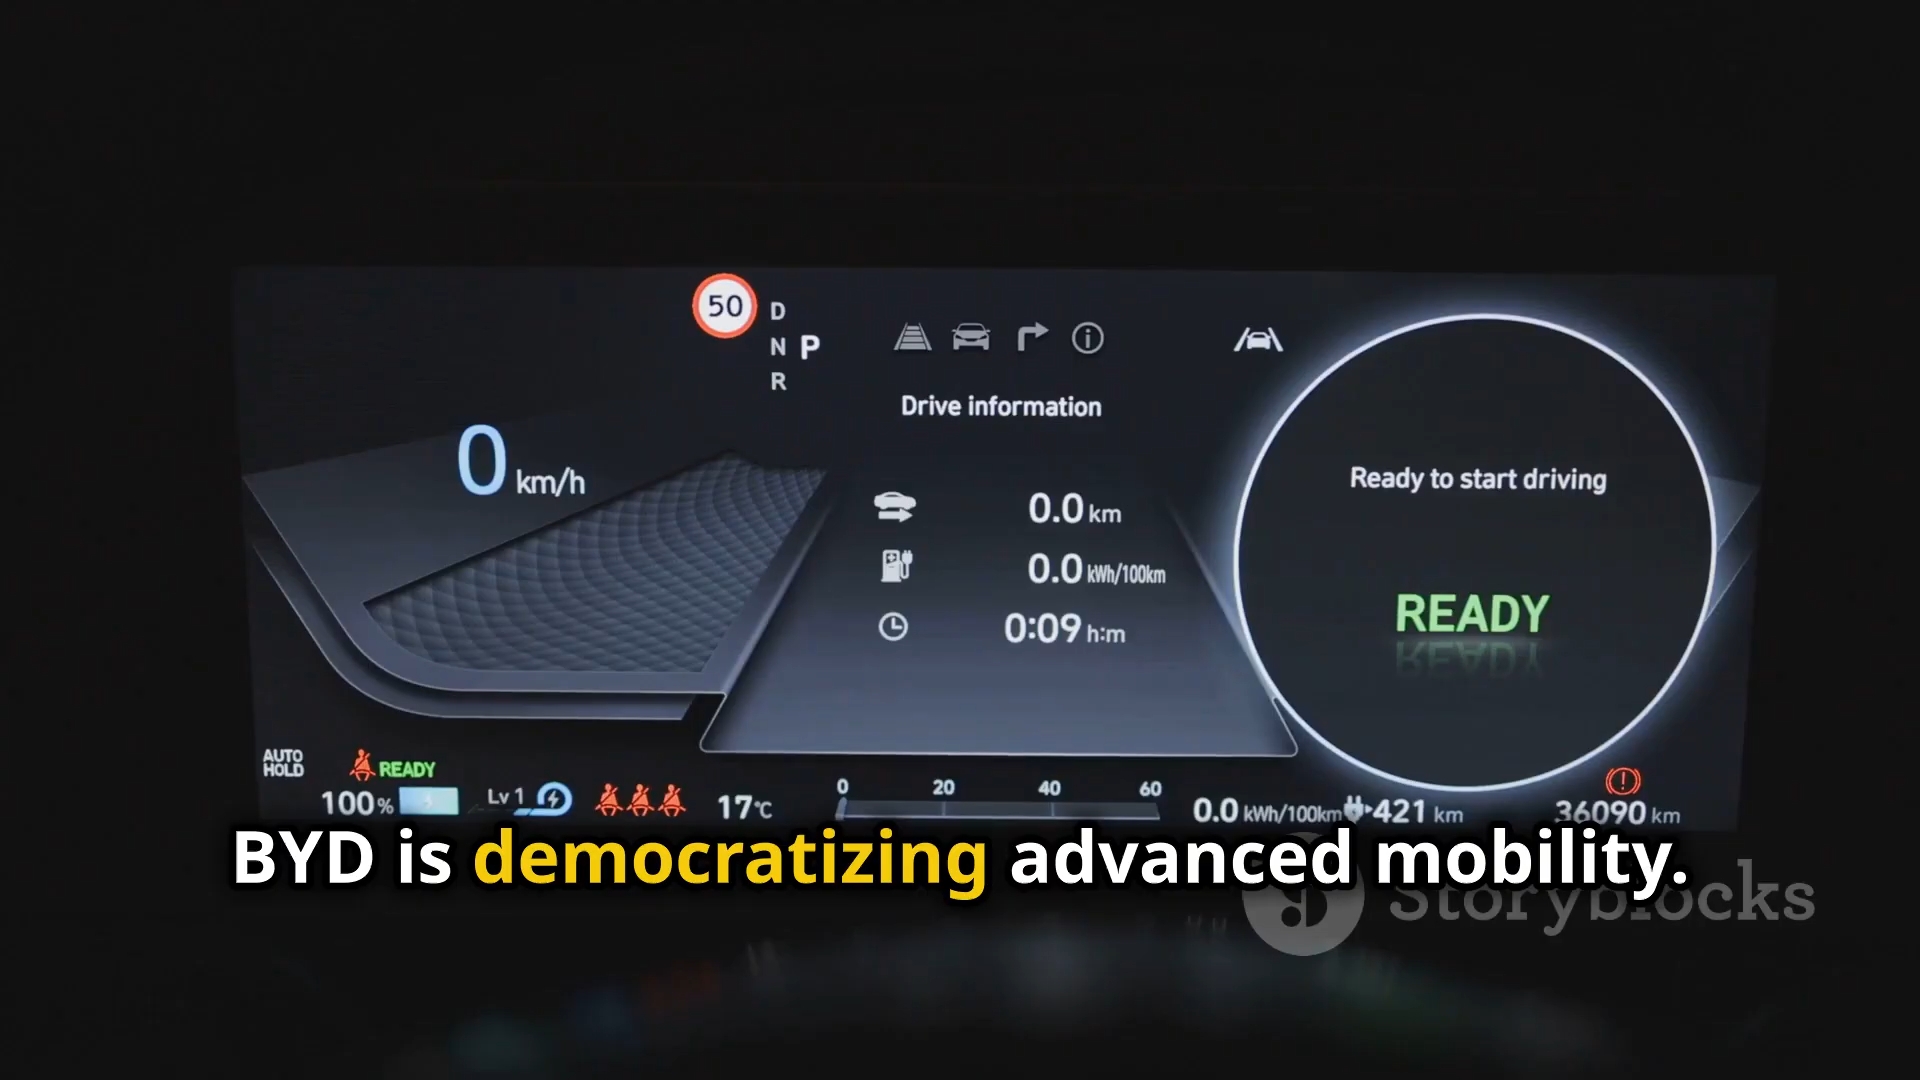 50
D
N P
R
Drive information
0 km/h
Ready to start driving
0.0 km
0.0 kWh/100km
0:09 h:m
READY
AUTO
HOLD
READY
100%
Lv 1
17°C
0 20 40 60
0.0 kWh/100km
421 km
36090 km
BYD is democratizing advanced mobility.
Storyblocks